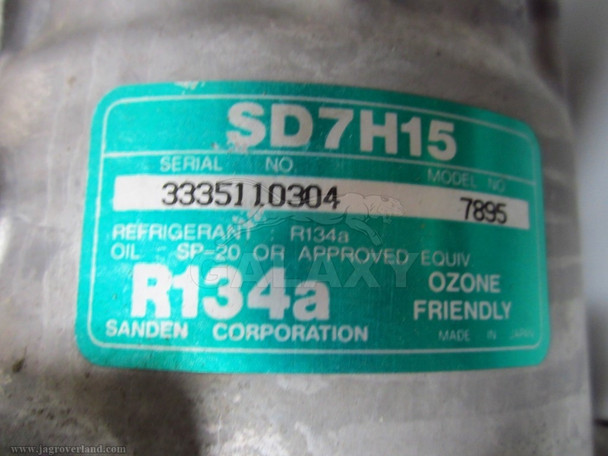 SD7H15
SERIAL NO. MODEL NO
3335110304 7895
REFRIGERANT : R134a
OIL : SP-20 OR APPROVED EQUIV
GALAXY
R134a OZONE FRIENDLY
SANDEN CORPORATION MADE IN JAPAN
www.jagroverland.com